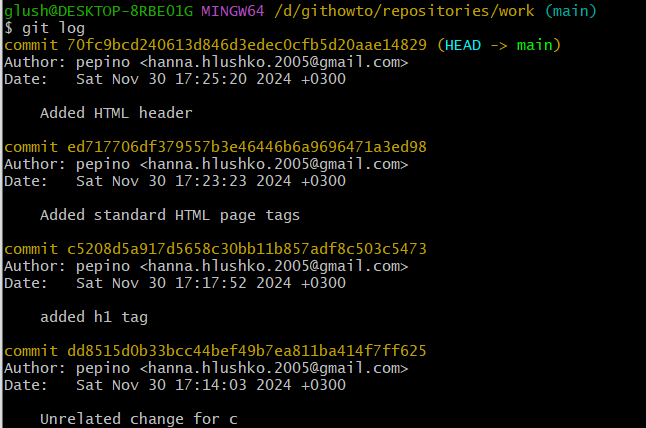 glush@DESKTOP-8RBE01G MINGW64 /d/githowto/repositories/work (main)
$ git log
commit 70fc9bcd240613d846d3edec0cfb5d20aae14829 (HEAD -> main)
Author: pepino <hanna.hlushko.2005@gmail.com>
Date:   Sat Nov 30 17:25:20 2024 +0300
    Added HTML header
commit ed717706df379557b3e46446b6a9696471a3ed98
Author: pepino <hanna.hlushko.2005@gmail.com>
Date:   Sat Nov 30 17:23:23 2024 +0300
    Added standard HTML page tags
commit c5208d5a917d5658c30bb11b857adf8c503c5473
Author: pepino <hanna.hlushko.2005@gmail.com>
Date:   Sat Nov 30 17:17:52 2024 +0300
    added h1 tag
commit dd8515d0b33bcc44bef49b7ea811ba414f7ff625
Author: pepino <hanna.hlushko.2005@gmail.com>
Date:   Sat Nov 30 17:14:03 2024 +0300
    Unrelated change for c